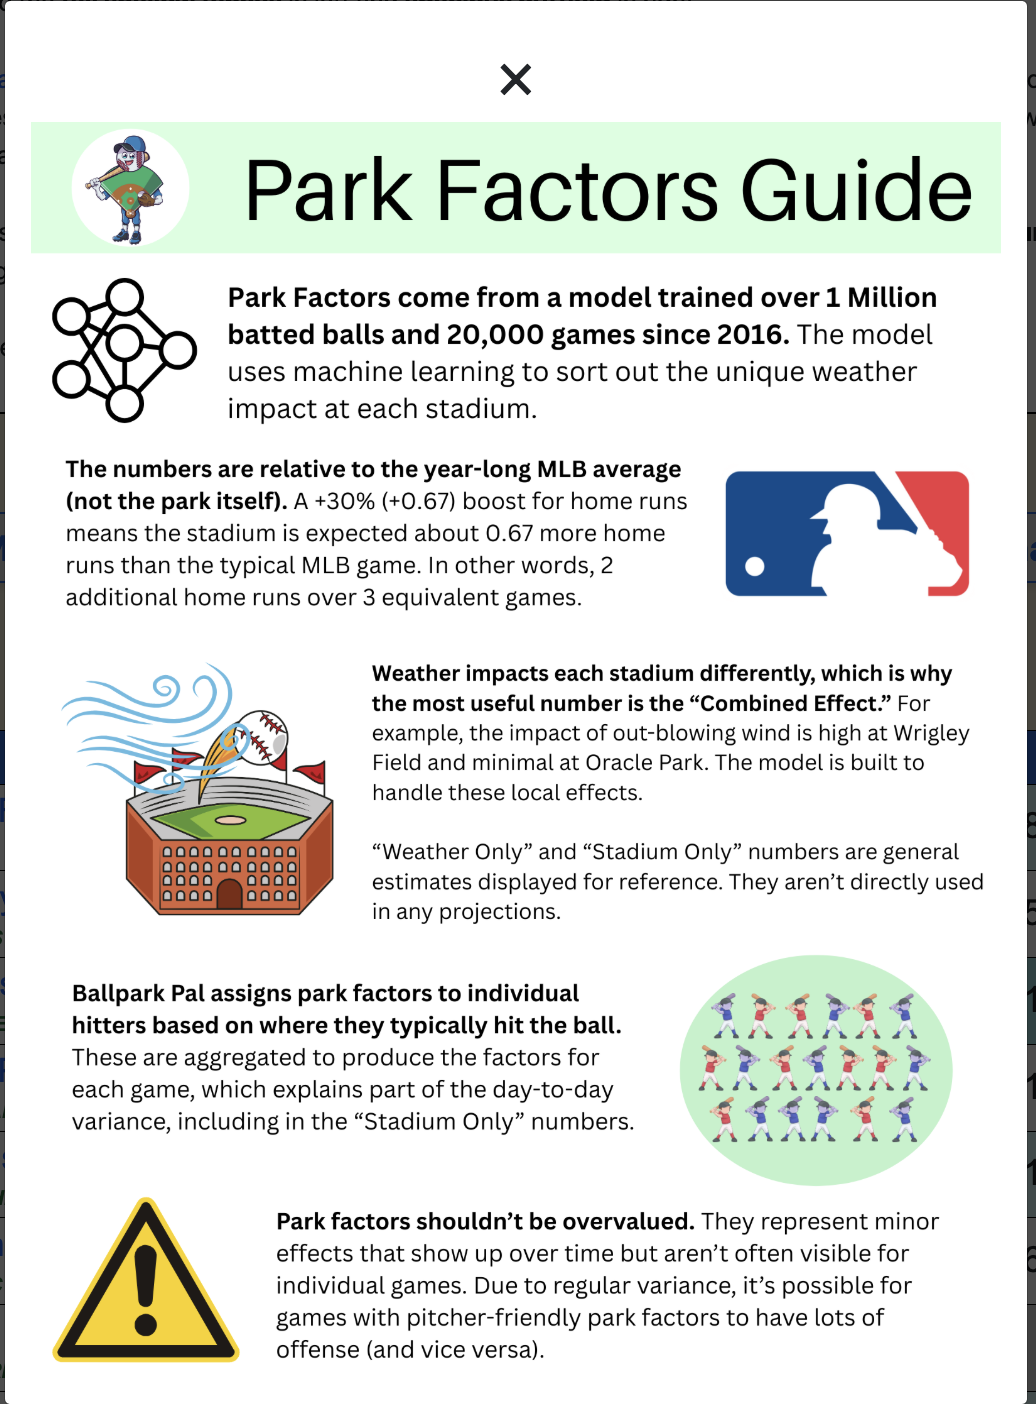 Park Factors Guide
Park Factors come from a model trained over 1 Million
batted balls and 20,000 games since 2016. The model
uses machine learning to sort out the unique weather
impact at each stadium.
The numbers are relative to the year-long MLB average
(not the park itself). A +30% (+0.67) boost for home runs
means the stadium is expected about 0.67 more home
runs than the typical MLB game. In other words, 2
additional home runs over 3 equivalent games.
Weather impacts each stadium differently, which is why
the most useful number is the “Combined Effect.” For
example, the impact of out-blowing wind is high at Wrigley
Field and minimal at Oracle Park. The model is built to
handle these local effects.
“Weather Only” and “Stadium Only” numbers are general
estimates displayed for reference. They aren’t directly used
in any projections.
Ballpark Pal assigns park factors to individual
hitters based on where they typically hit the ball.
These are aggregated to produce the factors for
each game, which explains part of the day-to-day
variance, including in the “Stadium Only” numbers.
Park factors shouldn’t be overvalued. They represent minor
effects that show up over time but aren’t often visible for
individual games. Due to regular variance, it’s possible for
games with pitcher-friendly park factors to have lots of
offense (and vice versa).